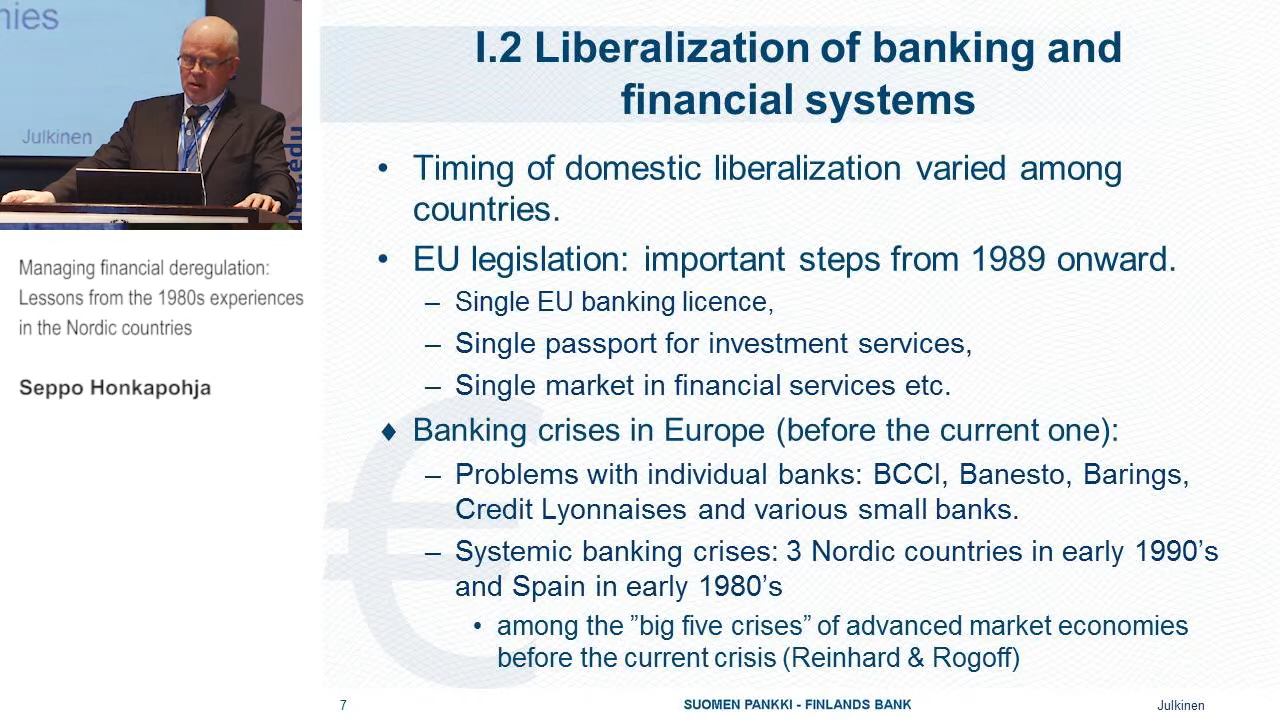 nies
Julkinen
.edu
Managing financial deregulation:
Lessons from the 1980s experiences
in the Nordic countries
Seppo Honkapohja
I.2 Liberalization of banking and
financial systems
• Timing of domestic liberalization varied among
countries.
• EU legislation: important steps from 1989 onward.
– Single EU banking licence,
– Single passport for investment services,
– Single market in financial services etc.
♦ Banking crises in Europe (before the current one):
– Problems with individual banks: BCCI, Banesto, Barings,
Credit Lyonnaises and various small banks.
– Systemic banking crises: 3 Nordic countries in early 1990’s
and Spain in early 1980’s
• among the ”big five crises” of advanced market economies
before the current crisis (Reinhard & Rogoff)
7
SUOMEN PANKKI - FINLANDS BANK
Julkinen